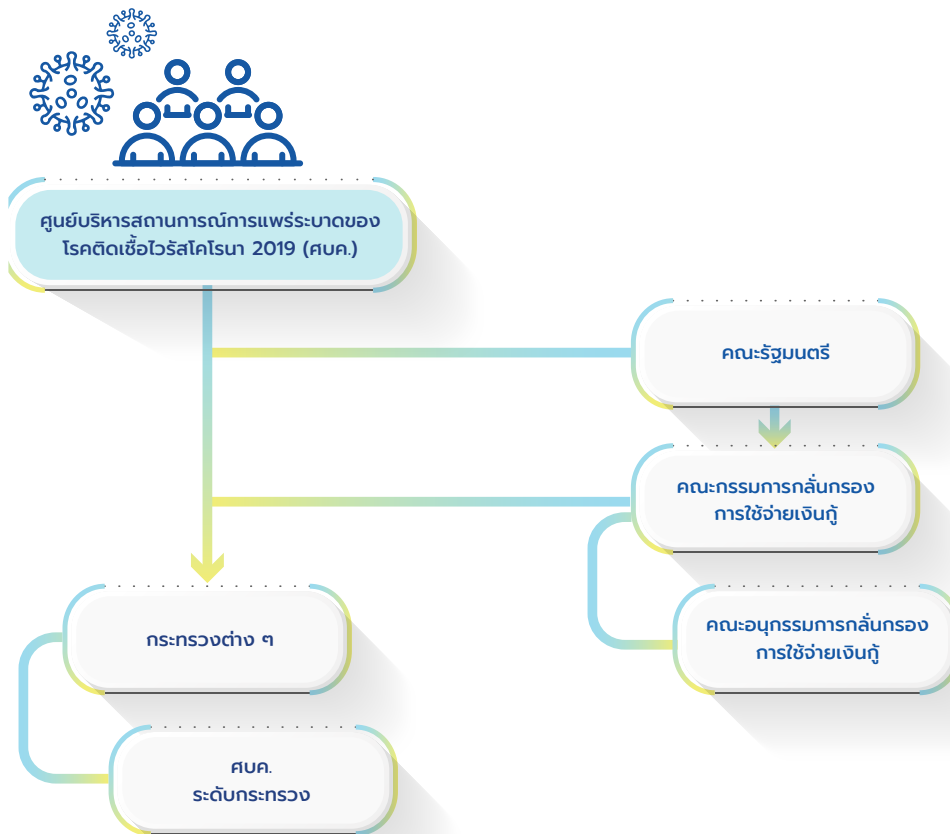 ศูนย์บริหารสถานการณ์การแพร่ระบาดของ
โรคติดเชื้อไวรัสโคโรนา 2019 (ศบค.)
คณะรัฐมนตรี
คณะกรรมการกลั่นกรอง
การใช้จ่ายเงินกู้
คณะอนุกรรมการกลั่นกรอง
การใช้จ่ายเงินกู้
กระทรวงต่าง ๆ
ศบค.
ระดับกระทรวง